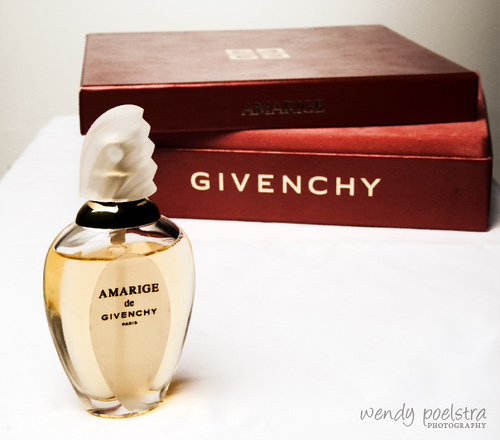 AMARIGE
GIVENCHY
AMARIGE
de
GIVENCHY
PARIS
wendy poelstra
PHOTOGRAPHY